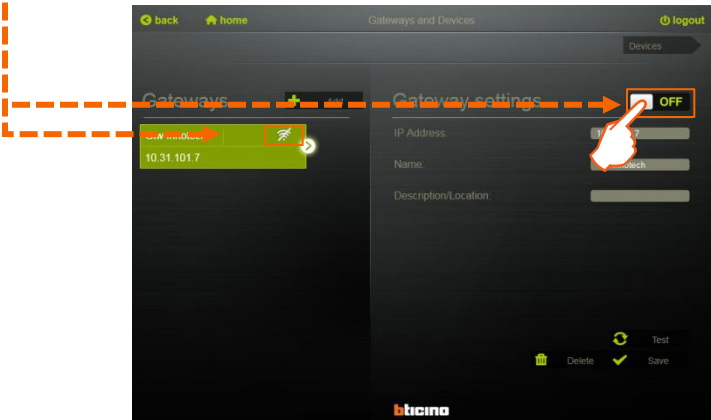 back home Gateways and Devices logout
Devices
Gateways Add Gateway settings OFF
IP Address:
10.31.101.7
Name:
Description/Location:
Test
Delete Save
bticino